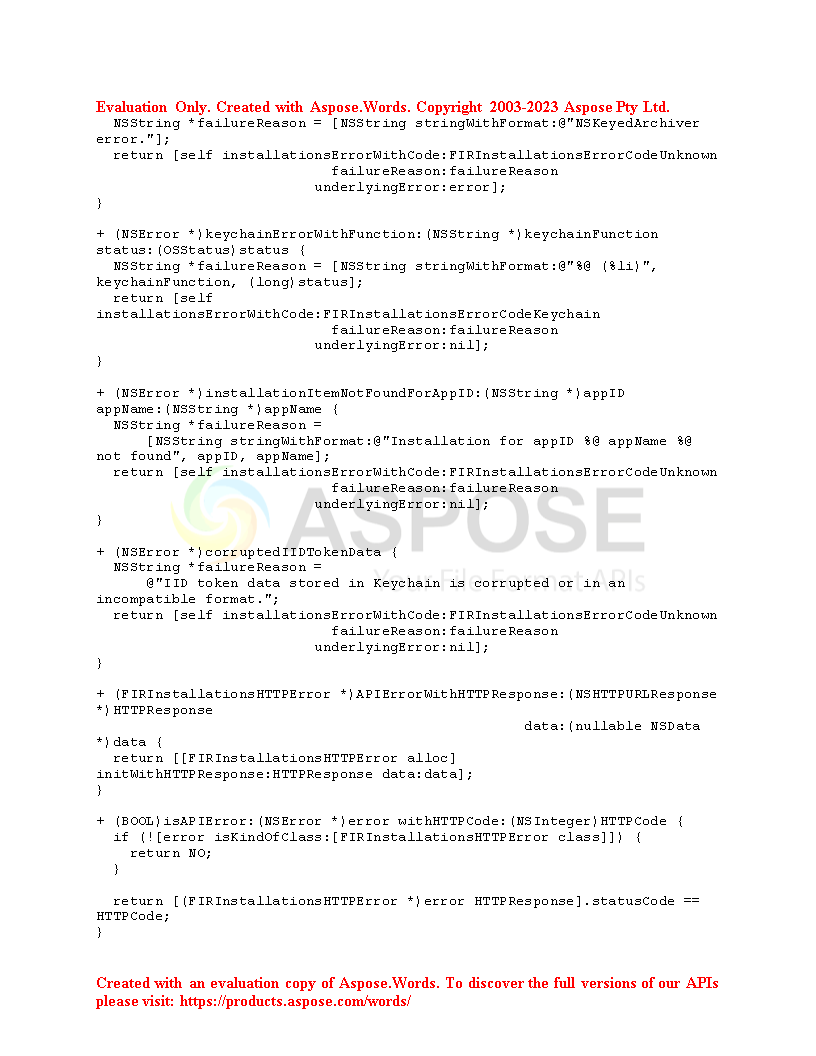 Evaluation Only. Created with Aspose.Words. Copyright 2003-2023 Aspose Pty Ltd.
  NSString *failureReason = [NSString stringWithFormat:@"NSKeyedArchiver
error."];
  return [self installationsErrorWithCode:FIRInstallationsErrorCodeUnknown
                            failureReason:failureReason
                          underlyingError:error];
}

+ (NSError *)keychainErrorWithFunction:(NSString *)keychainFunction
status:(OSStatus)status {
  NSString *failureReason = [NSString stringWithFormat:@"%@ (%li)",
keychainFunction, (long)status];
  return [self
installationsErrorWithCode:FIRInstallationsErrorCodeKeychain
                            failureReason:failureReason
                          underlyingError:nil];
}

+ (NSError *)installationItemNotFoundForAppID:(NSString *)appID
appName:(NSString *)appName {
  NSString *failureReason =
      [NSString stringWithFormat:@"Installation for appID %@ appName %@
not found", appID, appName];
  return [self installationsErrorWithCode:FIRInstallationsErrorCodeUnknown
                            failureReason:failureReason
                          underlyingError:nil];
}
ASPOSE

+ (NSError *)corruptedIIDTokenData {
  NSString *failureReason =
      @"IID token data stored in Keychain is corrupted or in an
Your File Format APIs
incompatible format.";
  return [self installationsErrorWithCode:FIRInstallationsErrorCodeUnknown
                            failureReason:failureReason
                          underlyingError:nil];
}

+ (FIRInstallationsHTTPError *)APIErrorWithHTTPResponse:(NSHTTPURLResponse
*)HTTPResponse
                                                   data:(nullable NSData
*)data {
  return [[FIRInstallationsHTTPError alloc]
initWithHTTPResponse:HTTPResponse data:data];
}

+ (BOOL)isAPIError:(NSError *)error withHTTPCode:(NSInteger)HTTPCode {
  if (![error isKindOfClass:[FIRInstallationsHTTPError class]]) {
    return NO;
  }

  return [(FIRInstallationsHTTPError *)error HTTPResponse].statusCode ==
HTTPCode;
}

Created with an evaluation copy of Aspose.Words. To discover the full versions of our APIs
please visit: https://products.aspose.com/words/